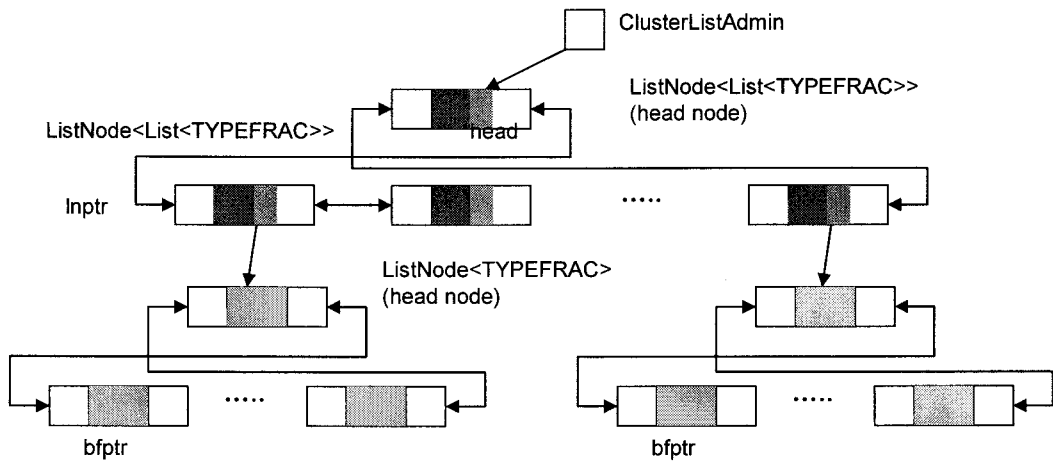 ClusterListAdmin
ListNode<List<TYPEFRAC>>
(head node)
ListNode<List<TYPEFRAC>>
head
lnptr
.....
ListNode<TYPEFRAC>
(head node)
.....
.....
bfptr
bfptr